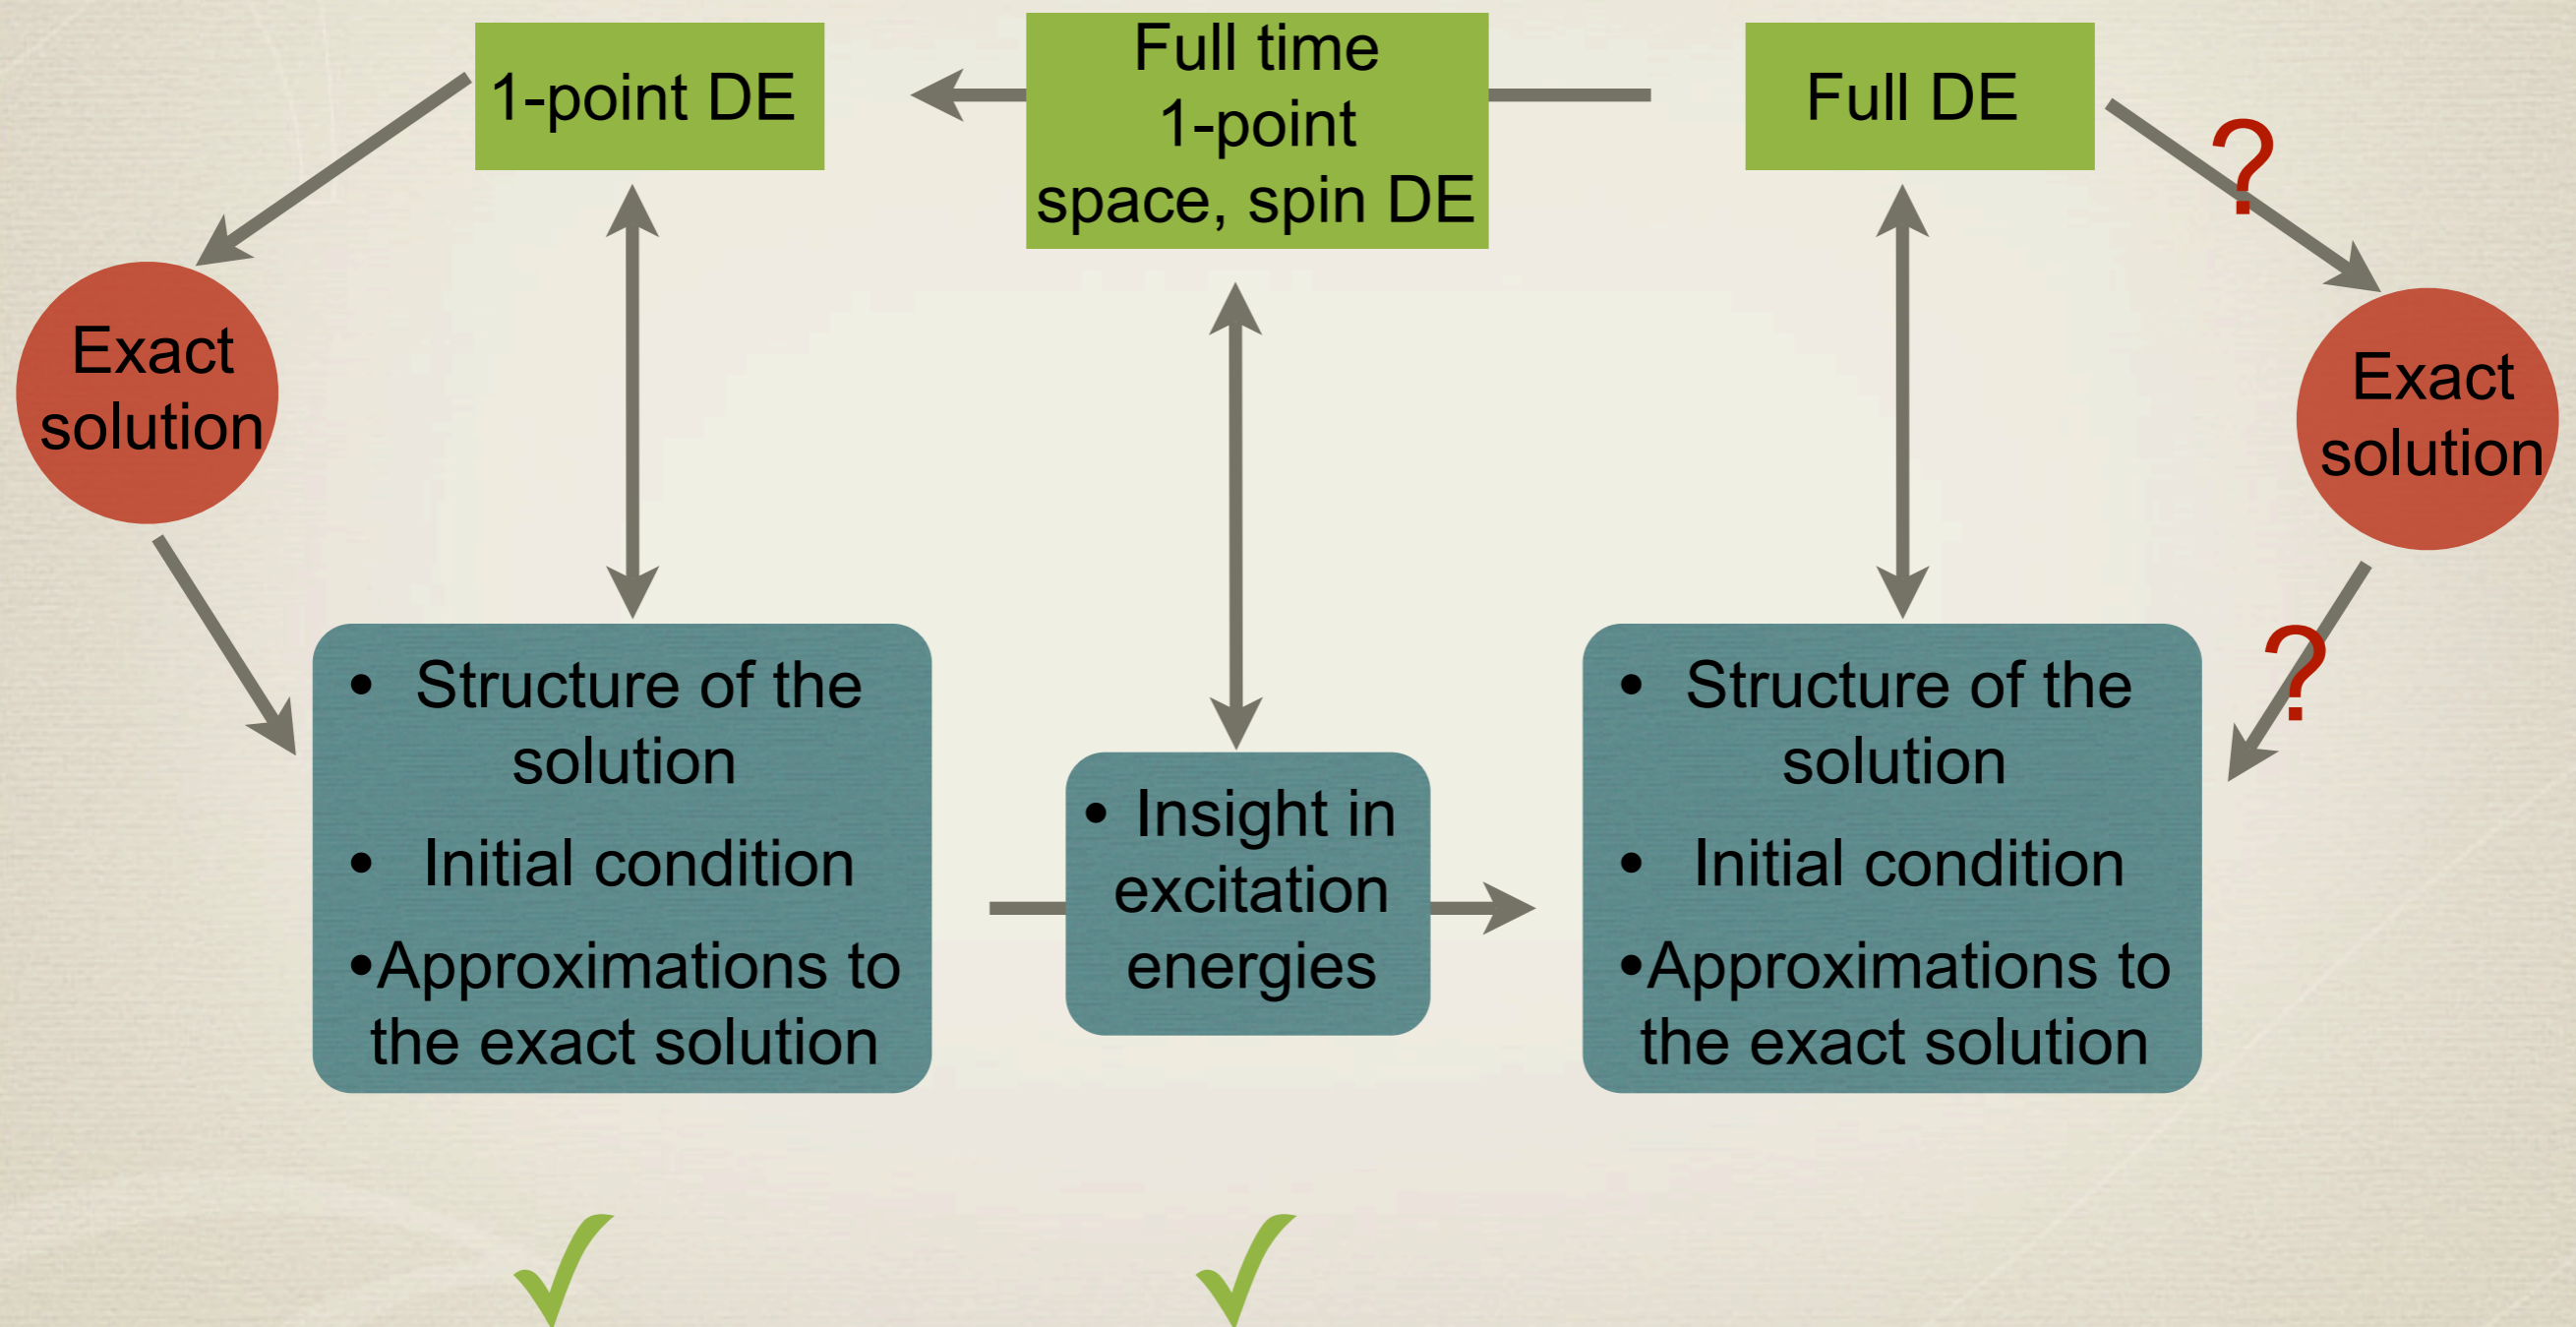 1-point DE
Full time
1-point
space, spin DE
Full DE
?
Exact
solution
Exact
solution
• Structure of the
solution
• Initial condition
•Approximations to
the exact solution
• Insight in
excitation
energies
• Structure of the
solution
• Initial condition
•Approximations to
the exact solution
?
✓
✓